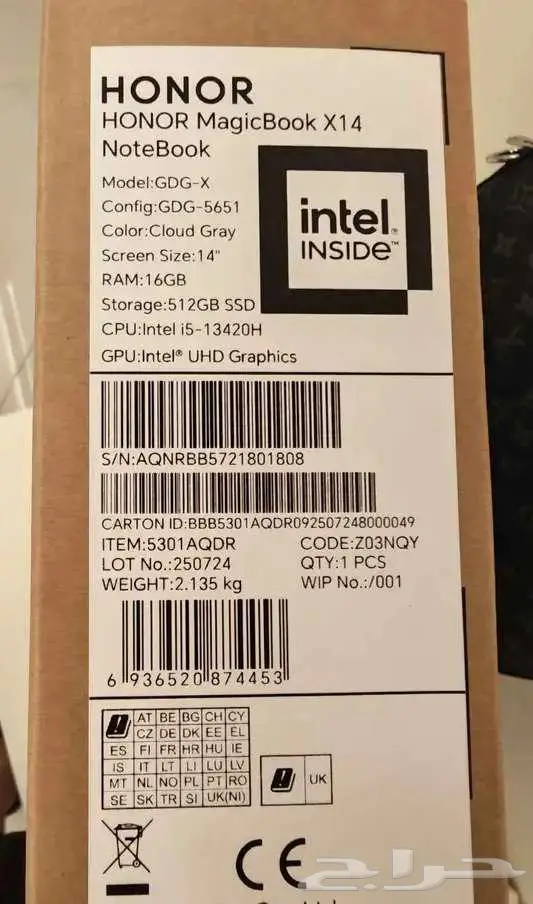 HONOR
HONOR MagicBook X14
NoteBook
Model:GDG-X
Config:GDG-5651
Color:Cloud Gray
Screen Size:14"
RAM:16GB
Storage:512GB SSD
CPU:Intel i5-13420H
GPU:Intel® UHD Graphics
intel®
INSIDE™
S/N:AQNRBB5721801808
CARTON ID:BBB5301AQDR092507248000049
ITEM:5301AQDR CODE:Z03NQY
LOT No.:250724 QTY:1 PCS
WEIGHT:2.135 kg WIP No.:/001
6 936520 874453
AT BE BG CH CY
CZ DE DK EE EL
ES FI FR HR HU IE
IS IT LT LI LU LV
MT NL NO PL PT RO
SE SK TR SI UK(NI)
UK
CE
حراج